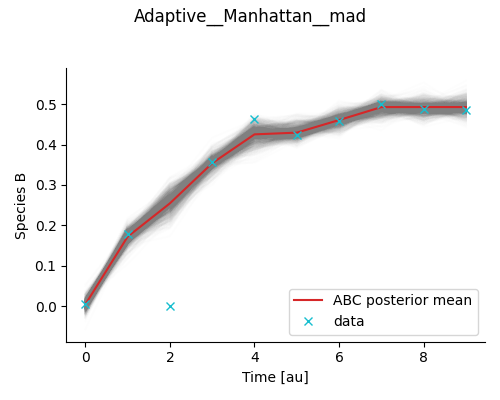 Adaptive__Manhattan__mad
0.5
0.4
0.3
0.2
0.1
0.0
Species B
ABC posterior mean
data
0 2 4 6 8
Time [au]